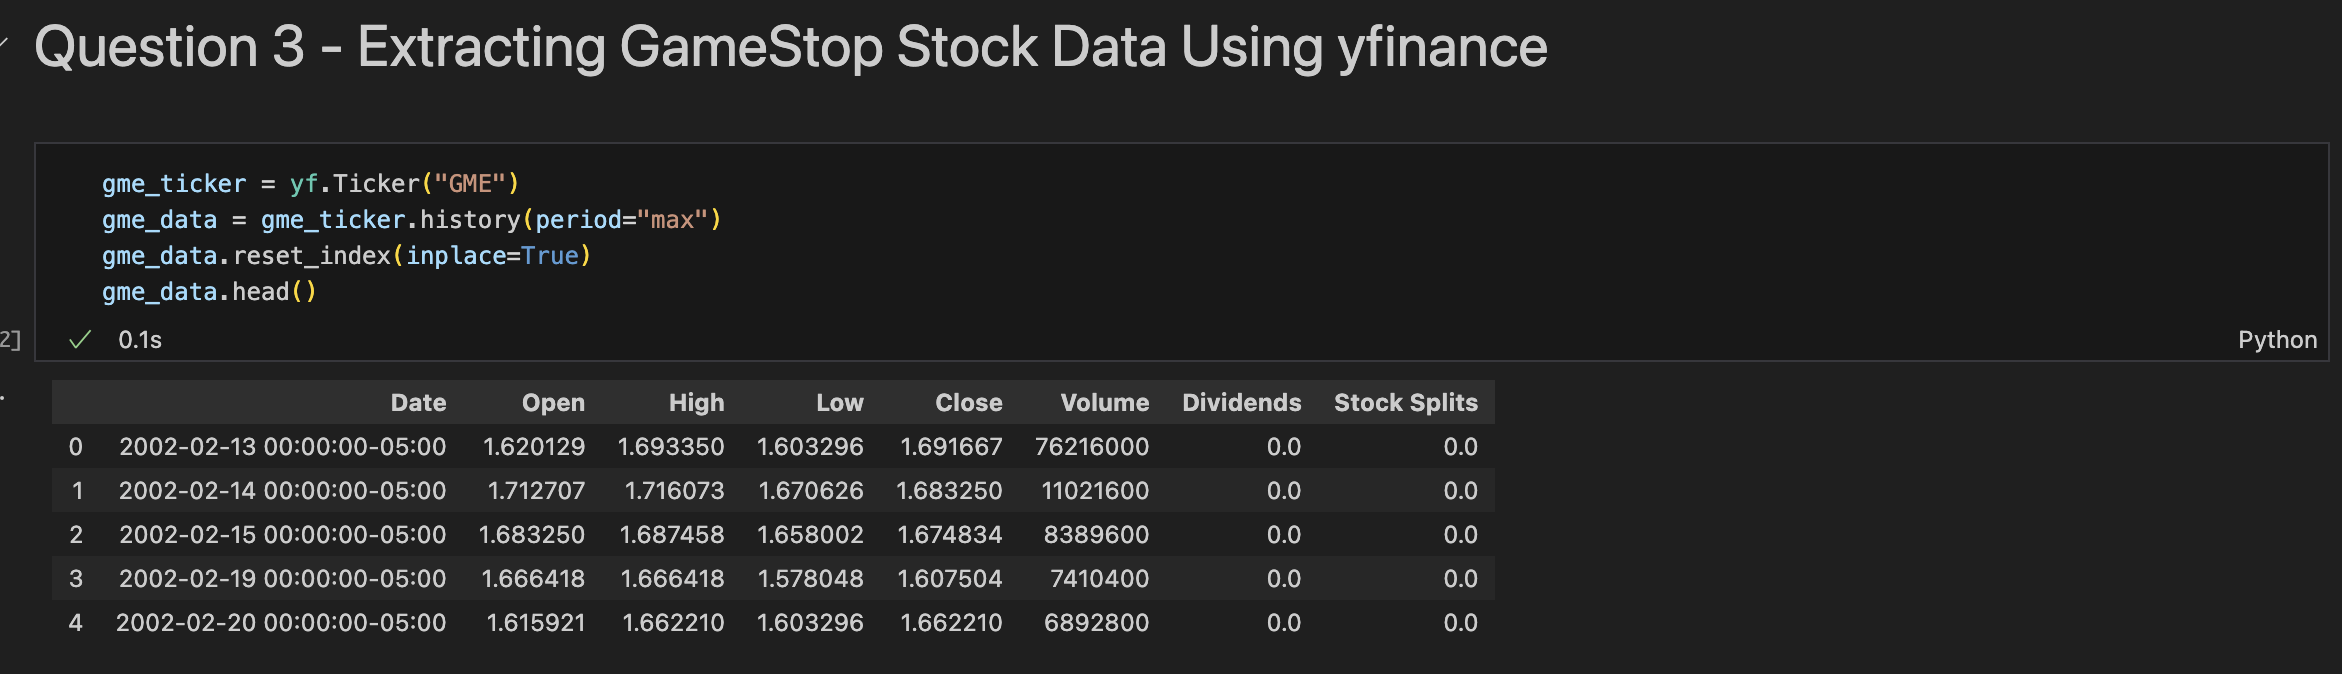 Question 3 - Extracting GameStop Stock Data Using yfinance
gme_ticker = yf.Ticker("GME")
gme_data = gme_ticker.history(period="max")
gme_data.reset_index(inplace=True)
gme_data.head()
2] 0.1s Python
Date Open High Low Close Volume Dividends Stock Splits
0 2002-02-13 00:00:00-05:00 1.620129 1.693350 1.603296 1.691667 76216000 0.0 0.0
1 2002-02-14 00:00:00-05:00 1.712707 1.716073 1.670626 1.683250 11021600 0.0 0.0
2 2002-02-15 00:00:00-05:00 1.683250 1.687458 1.658002 1.674834 8389600 0.0 0.0
3 2002-02-19 00:00:00-05:00 1.666418 1.666418 1.578048 1.607504 7410400 0.0 0.0
4 2002-02-20 00:00:00-05:00 1.615921 1.662210 1.603296 1.662210 6892800 0.0 0.0